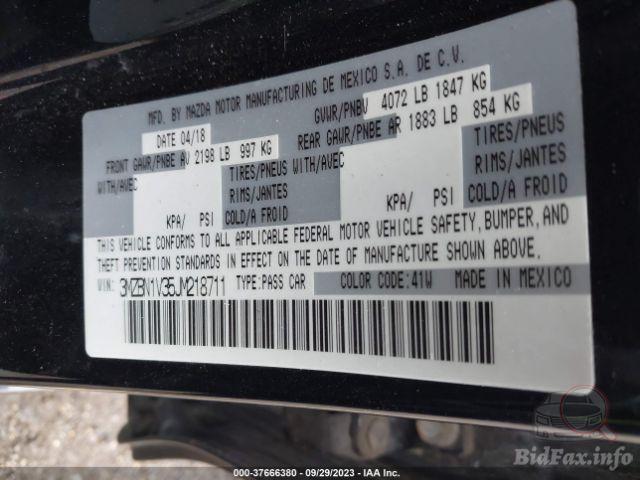 MFD. BY MAZDA MOTOR MANUFACTURING DE MEXICO S.A. DE C.V.
DATE 04/18 GVWR/PNBV 4072 LB 1847 KG
FRONT GAWR/PNBE AV 2198 LB 997 KG REAR GAWR/PNBE AR 1883 LB 854 KG
WITH/AVEC TIRES/PNEUS WITH/AVEC TIRES/PNEUS
RIMS/JANTES RIMS/JANTES
KPA/ PSI COLD/A FROID KPA/ PSI COLD/A FROID
THIS VEHICLE CONFORMS TO ALL APPLICABLE FEDERAL MOTOR VEHICLE SAFETY, BUMPER, AND
THEFT PREVENTION STANDARDS IN EFFECT ON THE DATE OF MANUFACTURE SHOWN ABOVE.
VIN: 3MZBN1V35JM218711 TYPE:PASS CAR COLOR CODE:41W MADE IN MEXICO
000-37666380 - 09/29/2023 - IAA Inc.
BidFax.info